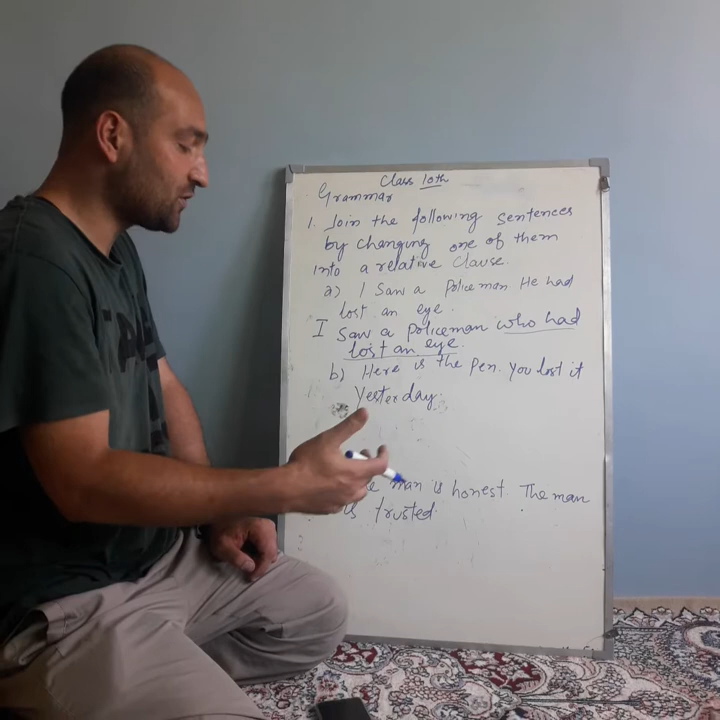 Class 10th
Grammar
1. Join the following sentences
by changing one of them
into a relative clause.
a) I saw a Police man He had
lost an eye.
I saw a policeman who had
lost an eye.
b) Here is the Pen. You lost it
Yesterday.
man is honest. The man
is trusted.